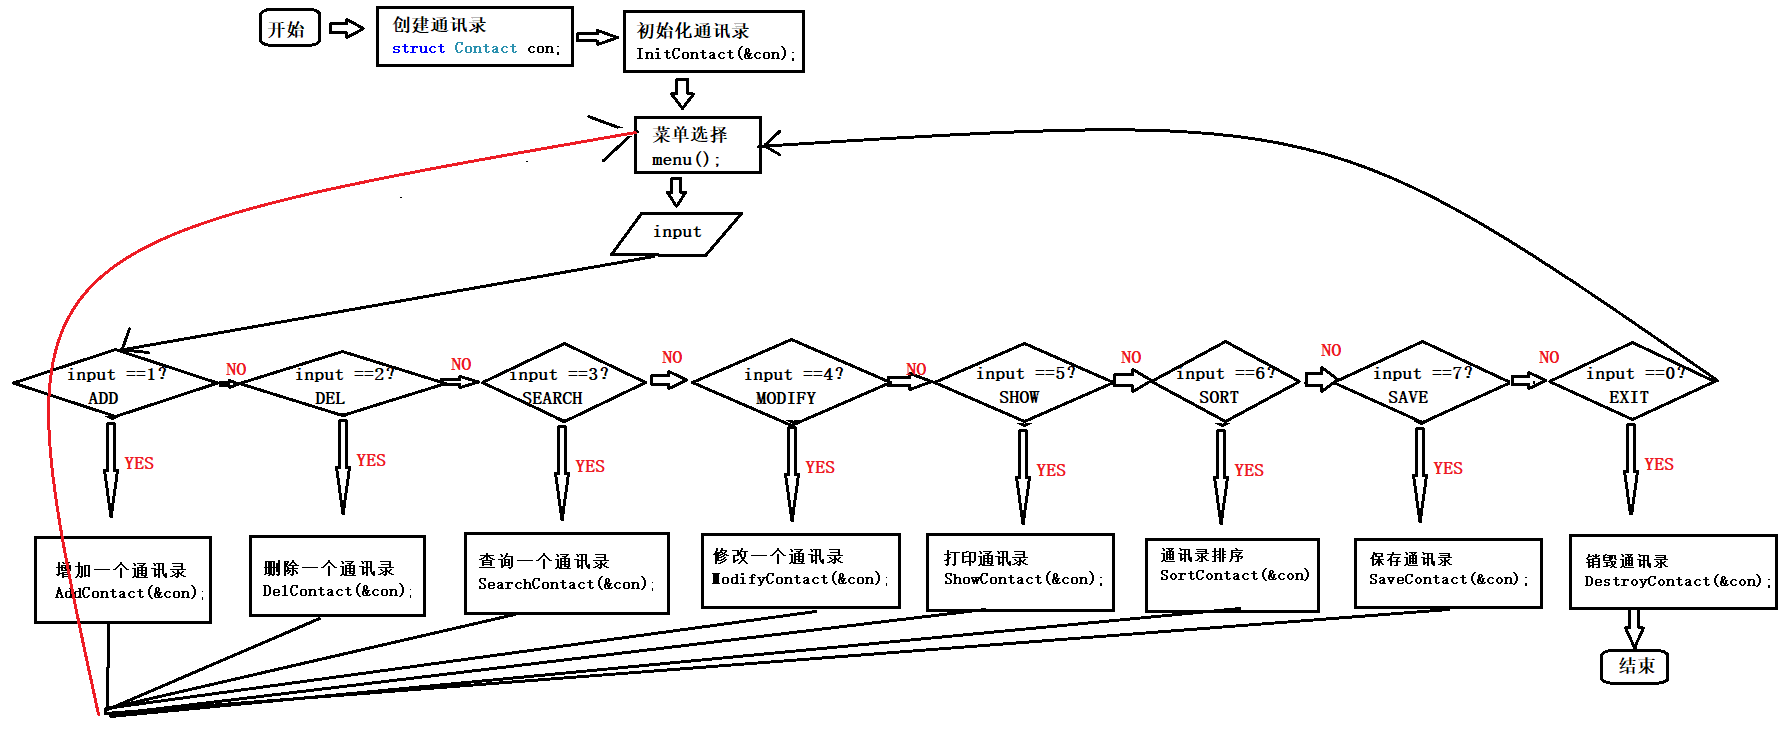 开始
创建通讯录
struct Contact con;
初始化通讯录
InitContact(&con);
菜单选择
menu();
input
input ==1?
ADD
NO
input ==2?
DEL
NO
input ==3?
SEARCH
NO
input ==4?
MODIFY
NO
input ==5?
SHOW
NO
input ==6?
SORT
NO
input ==7?
SAVE
NO
input ==0?
EXIT
YES
YES
YES
YES
YES
YES
YES
YES
增加一个通讯录
AddContact(&con);
删除一个通讯录
DelContact(&con);
查询一个通讯录
SearchContact(&con);
修改一个通讯录
ModifyContact(&con);
打印通讯录
ShowContact(&con);
通讯录排序
SortContact(&con)
保存通讯录
SaveContact(&con);
销毁通讯录
DestroyContact(&con);
结束